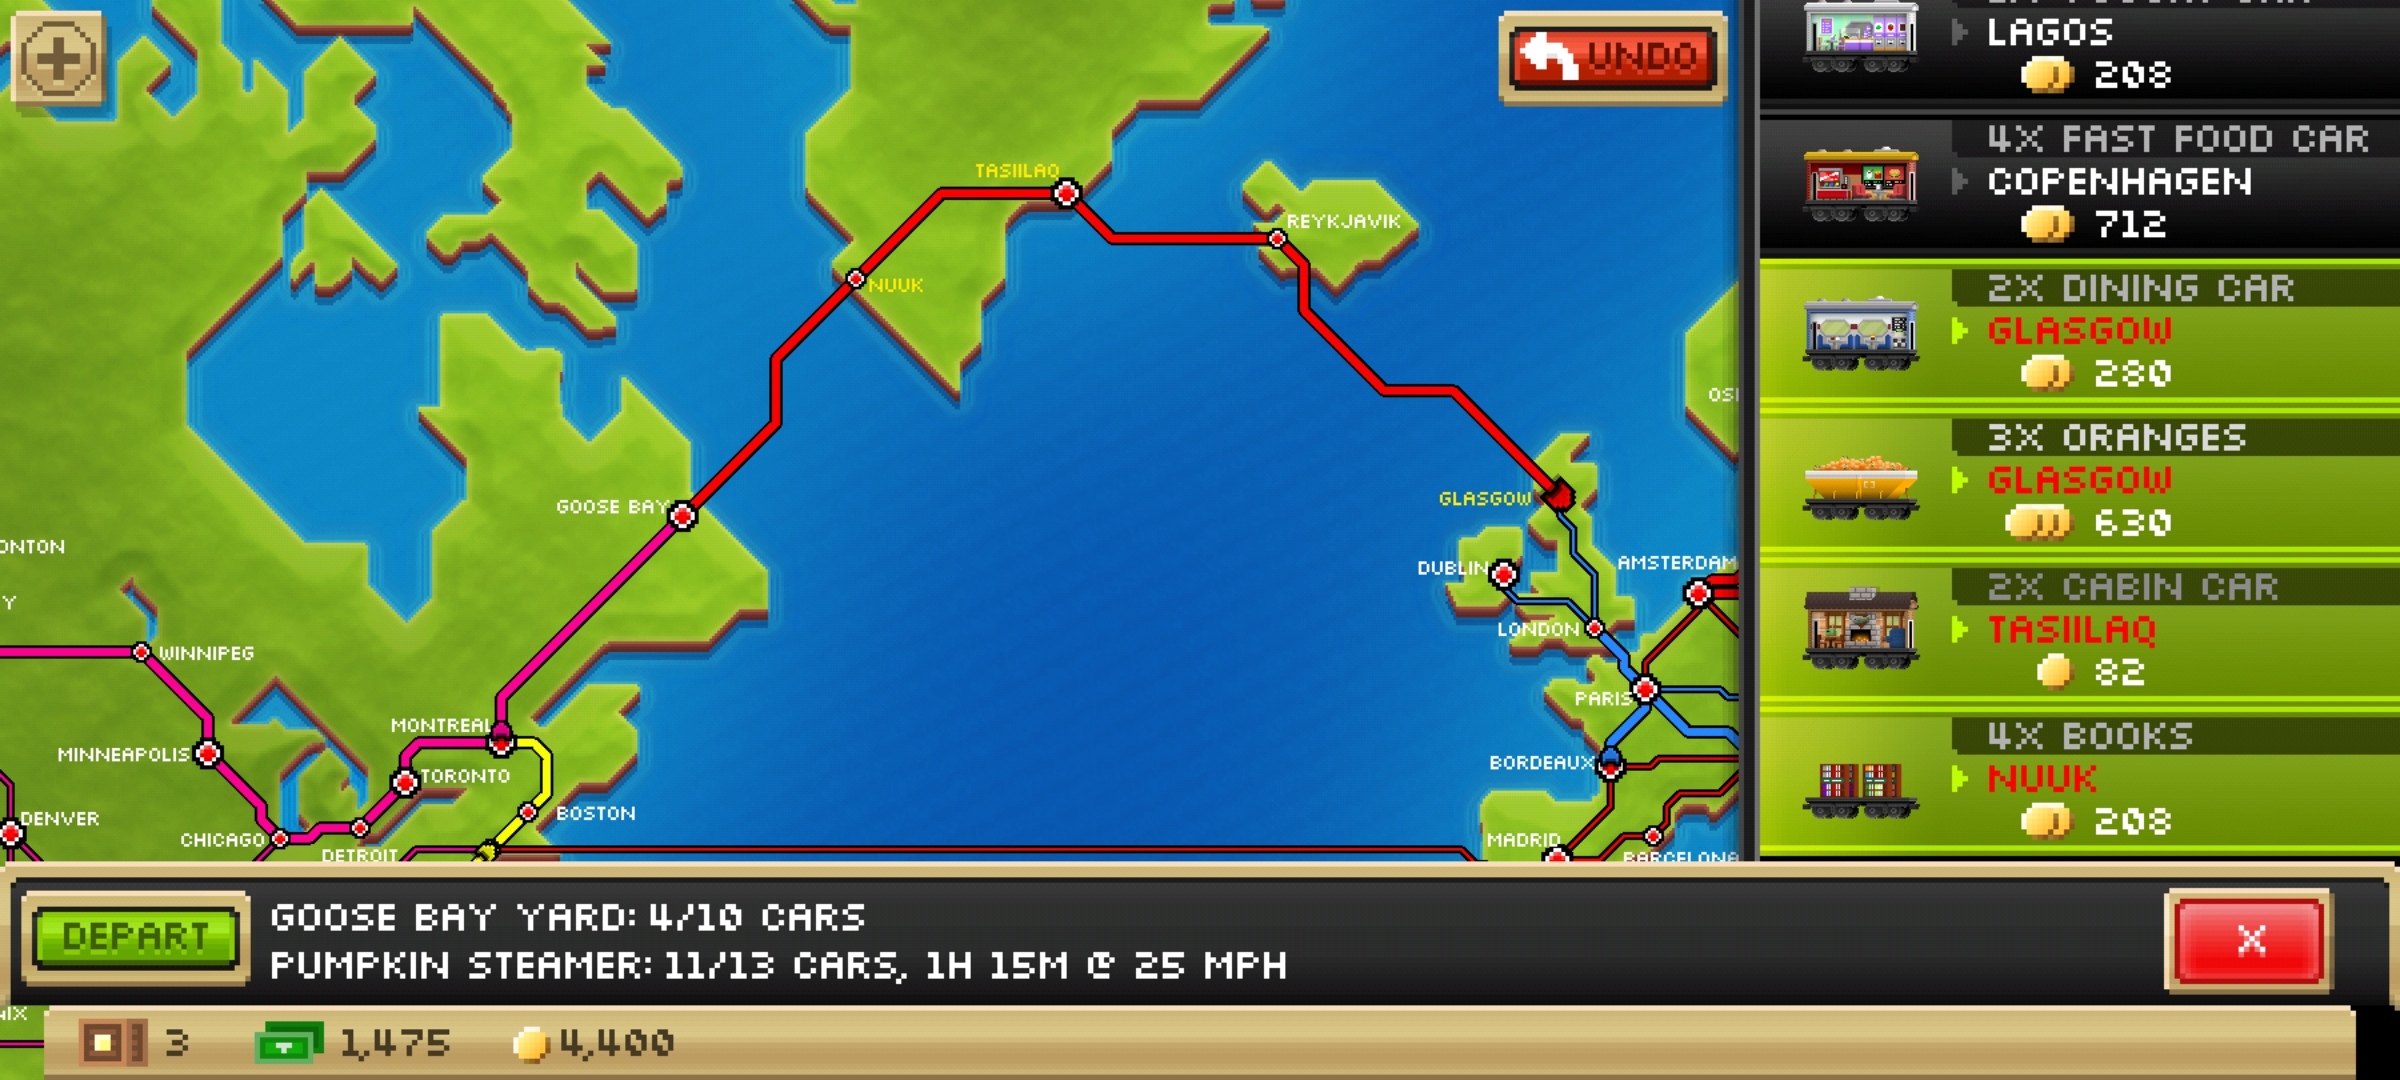 UNDO
LAGOS
208
4X FAST FOOD CAR
COPENHAGEN
712
2X DINING CAR
GLASGOW
280
3X ORANGES
GLASGOW
630
2X CABIN CAR
TASIILAQ
82
4X BOOKS
NUUK
208
TASIILAQ
REYKJAVIK
NUUK
GOOSE BAY
GLASGOW
DUBLIN
AMSTERDAM
LONDON
PARIS
BORDEAUX
MADRID
BARCELONA
ONTON
Y
WINNIPEG
MONTREAL
MINNEAPOLIS
TORONTO
BOSTON
DENVER
CHICAGO
DETROIT
OSL
DEPART
GOOSE BAY YARD: 4/10 CARS
PUMPKIN STEAMER: 11/13 CARS, 1H 15M @ 25 MPH
X
NIX
3
1,475
4,400